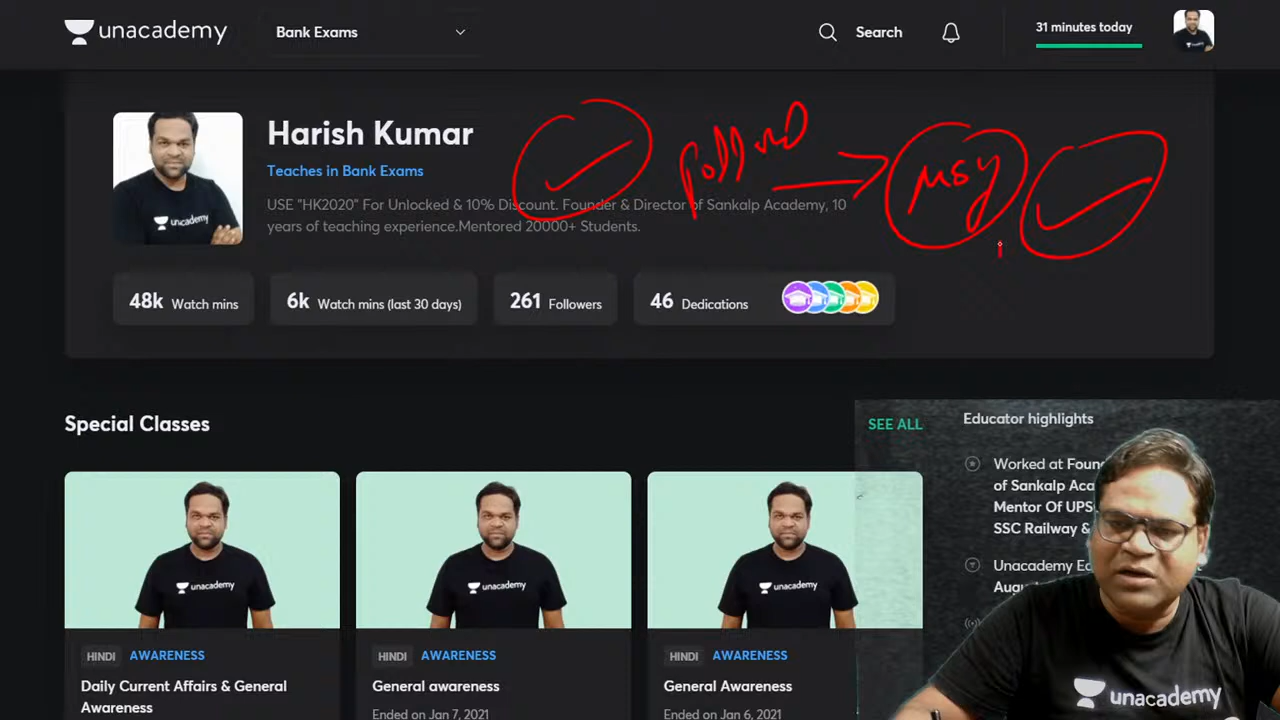 unacademy
Bank Exams
Search
31 minutes today
Harish Kumar
Teaches in Bank Exams
USE "HK2020" For Unlocked & 10% Discount. Founder & Director of Sankalp Academy, 10
years of teaching experience.Mentored 20000+ Students.
48k Watch mins
6k Watch mins (last 30 days)
261 Followers
46 Dedications
Special Classes
SEE ALL
Educator highlights
Worked at Foun
of Sankalp Aca
Mentor Of UPS
SSC Railway &
Unacademy Ed
Augu
unacademy
unacademy
unacademy
unacademy
HINDI AWARENESS
Daily Current Affairs & General
Awareness
HINDI AWARENESS
General awareness
Ended on Jan 7, 2021
HINDI AWARENESS
General Awareness
Ended on Jan 6, 2021
unacademy